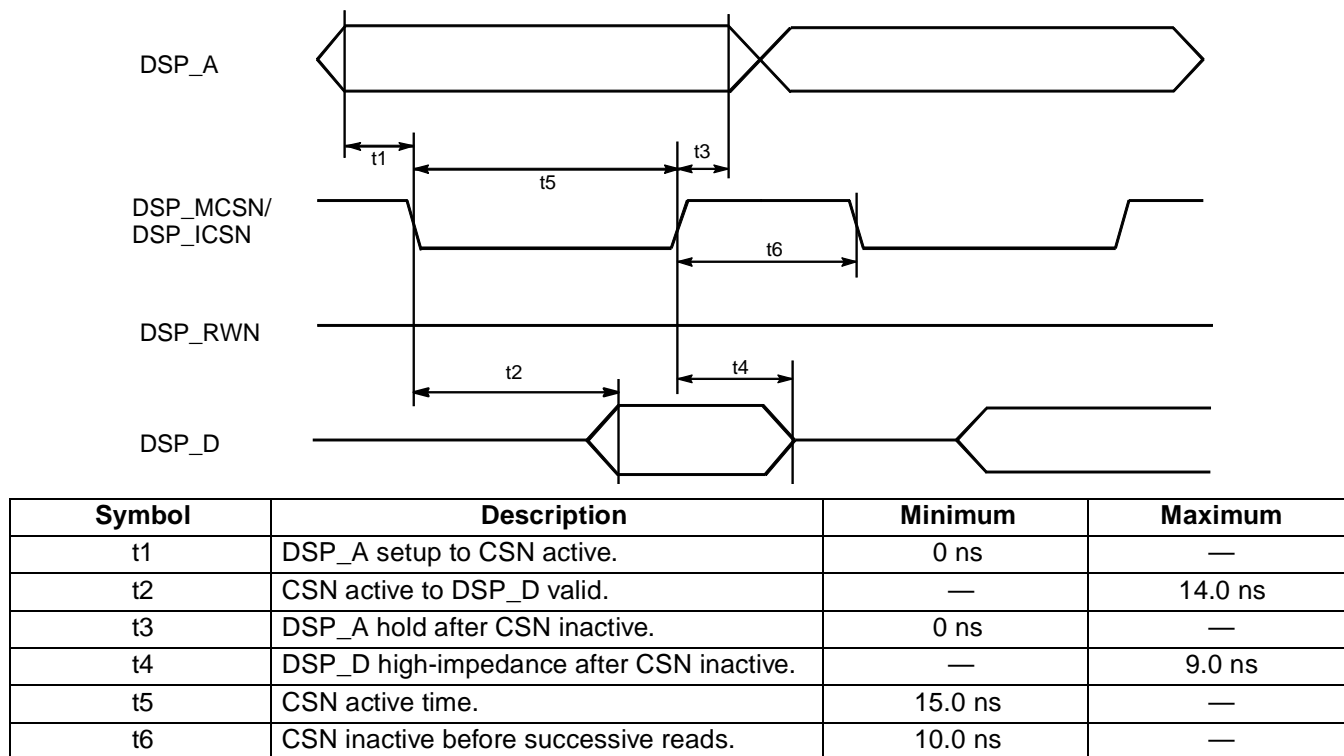 DSP_A
t1
t3
t5
DSP_MCSN/
DSP_ICSN
t6
DSP_RWN
t2
t4
DSP_D
Symbol Description Minimum Maximum
t1 DSP_A setup to CSN active. 0 ns —
t2 CSN active to DSP_D valid. — 14.0 ns
t3 DSP_A hold after CSN inactive. 0 ns —
t4 DSP_D high-impedance after CSN inactive. — 9.0 ns
t5 CSN active time. 15.0 ns —
t6 CSN inactive before successive reads. 10.0 ns —